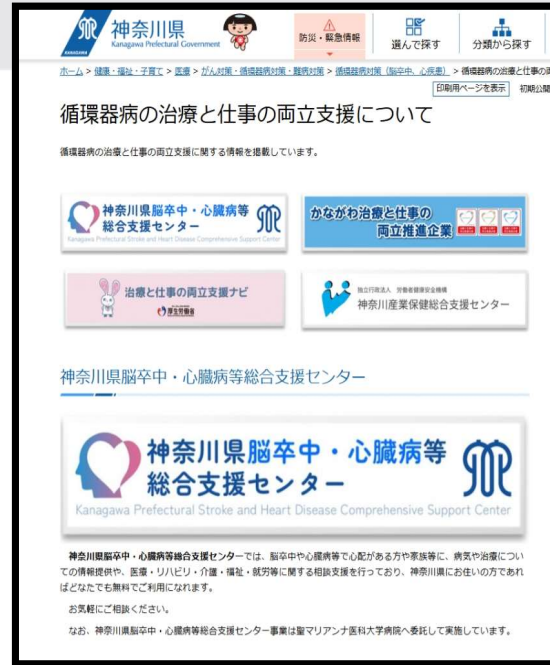 神奈川県
Kanagawa Prefectural Government
KANAGAWA
防災・緊急情報
選んで探す
分類から探す
ホーム > 健康・福祉・子育て > 医療 > がん対策・循環器病対策・難病対策 > 循環器病対策（脳卒中、心疾患） > 循環器病の治療と仕事の両
印刷用ページを表示 初期公開
循環器病の治療と仕事の両立支援について
循環器病の治療と仕事の両立支援に関する情報を掲載しています。
神奈川県脳卒中・心臓病等
総合支援センター
Kanagawa Prefectural Stroke and Heart Disease Comprehensive Support Center
かながわ治療と仕事の
両立推進企業
治療と仕事の両立支援ナビ
厚生労働省
独立行政法人 労働者健康安全機構
神奈川産業保健総合支援センター
神奈川県脳卒中・心臓病等総合支援センター
神奈川県脳卒中・心臓病等
総合支援センター
Kanagawa Prefectural Stroke and Heart Disease Comprehensive Support Center
神奈川県脳卒中・心臓病等総合支援センターでは、脳卒中や心臓病等で心配がある方や家族等に、病気や治療につい
ての情報提供や、医療・リハビリ・介護・福祉・就労等に関する相談支援を行っており、神奈川県にお住いの方であれ
ばどなたでも無料でご利用になれます。
お気軽にご相談ください。
なお、神奈川県脳卒中・心臓病等総合支援センター事業は聖マリアンナ医科大学病院へ委託して実施しています。